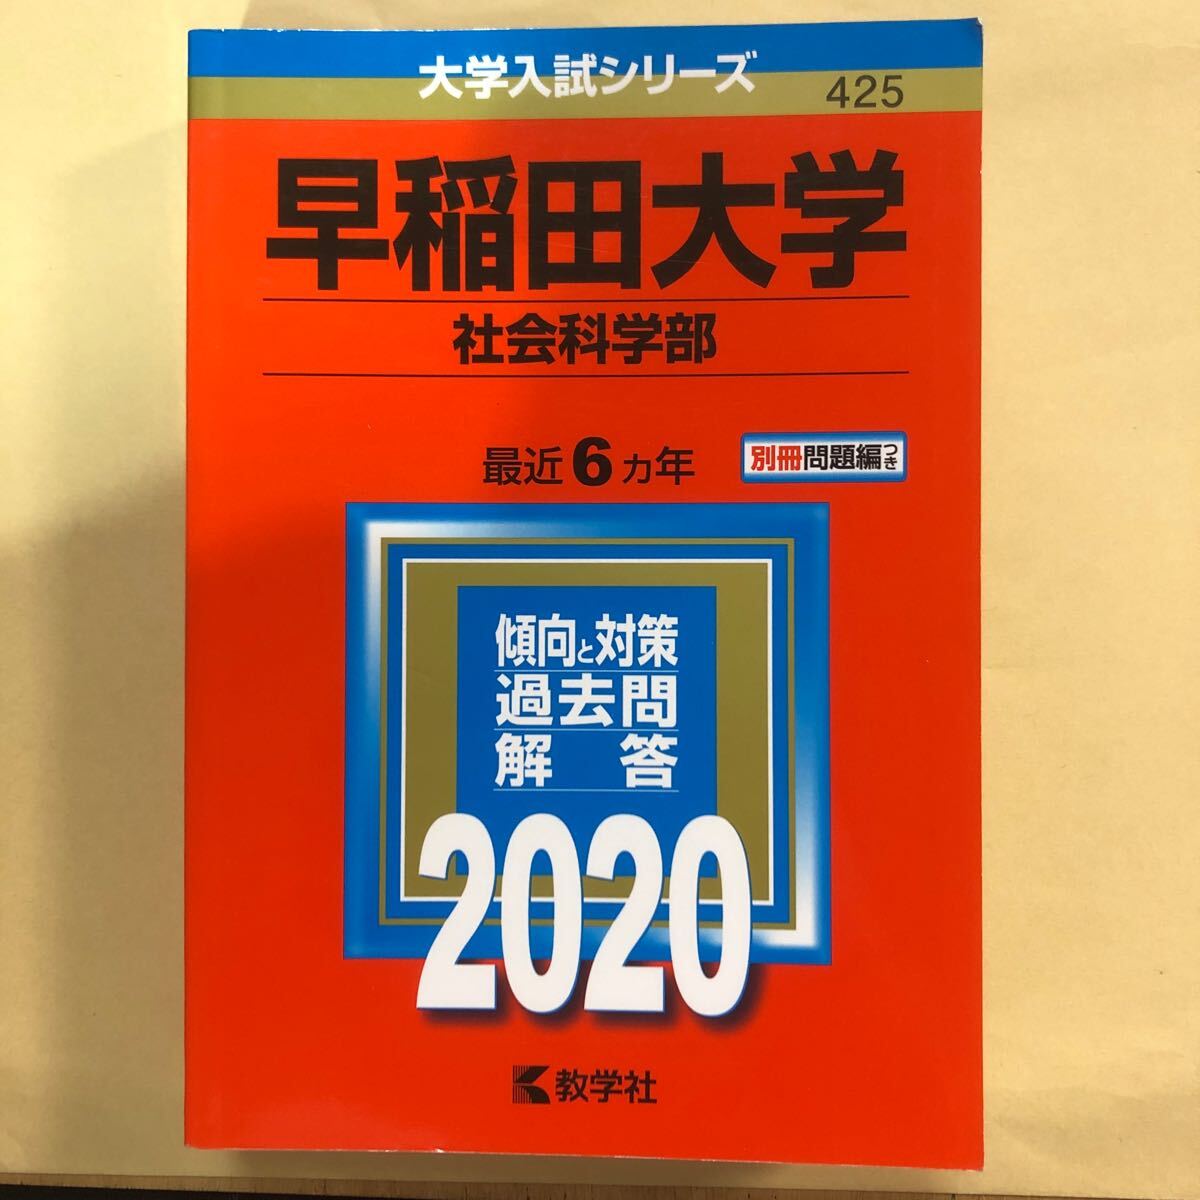 大学入試シリーズ
425
早稲田大学
社会科学部
最近6ヵ年
別冊問題編つき
傾向と対策
過去問
解答
2020
教学社